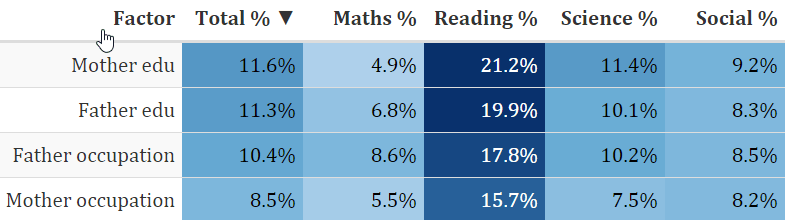 Factor Total % ▼ Maths % Reading % Science % Social %
Mother edu 11.6% 4.9% 21.2% 11.4% 9.2%
Father edu 11.3% 6.8% 19.9% 10.1% 8.3%
Father occupation 10.4% 8.6% 17.8% 10.2% 8.5%
Mother occupation 8.5% 5.5% 15.7% 7.5% 8.2%